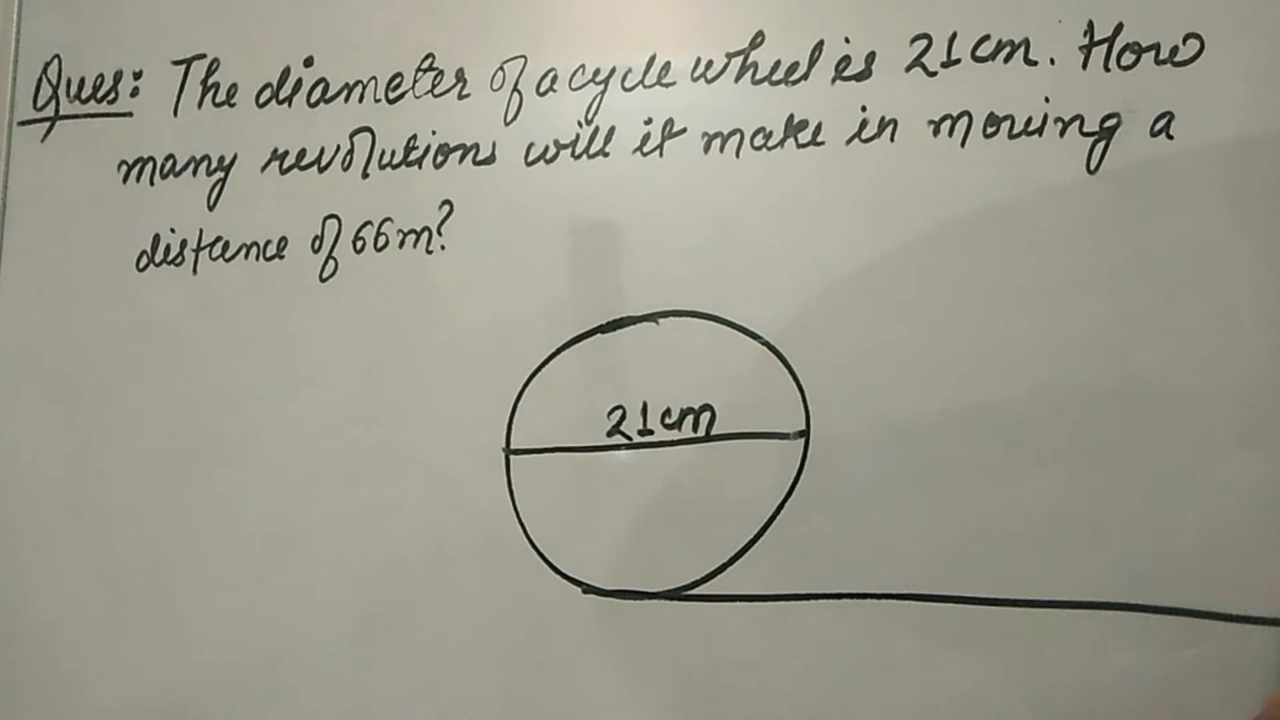 Ques: The diameter of a cycle wheel is 21cm. How
many revolutions will it make in moving a
distance of 66m?
21cm